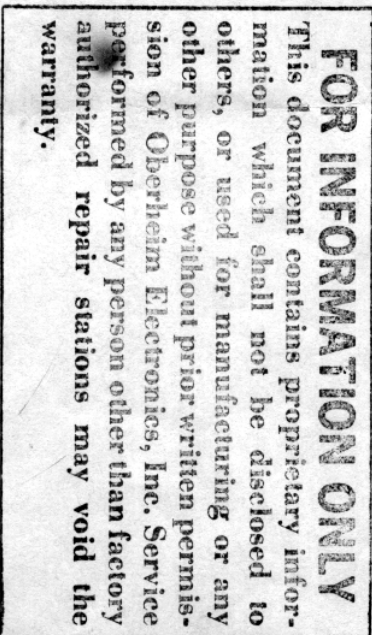 FOR INFORMATION ONLY
This document contains proprietary infor-
mation which shall not be disclosed to
others, or used for manufacturing or any
other purpose without prior written permis-
sion of Oberheim Electronics, Inc. Service
performed by any person other than factory
authorized repair stations may void the
warranty.